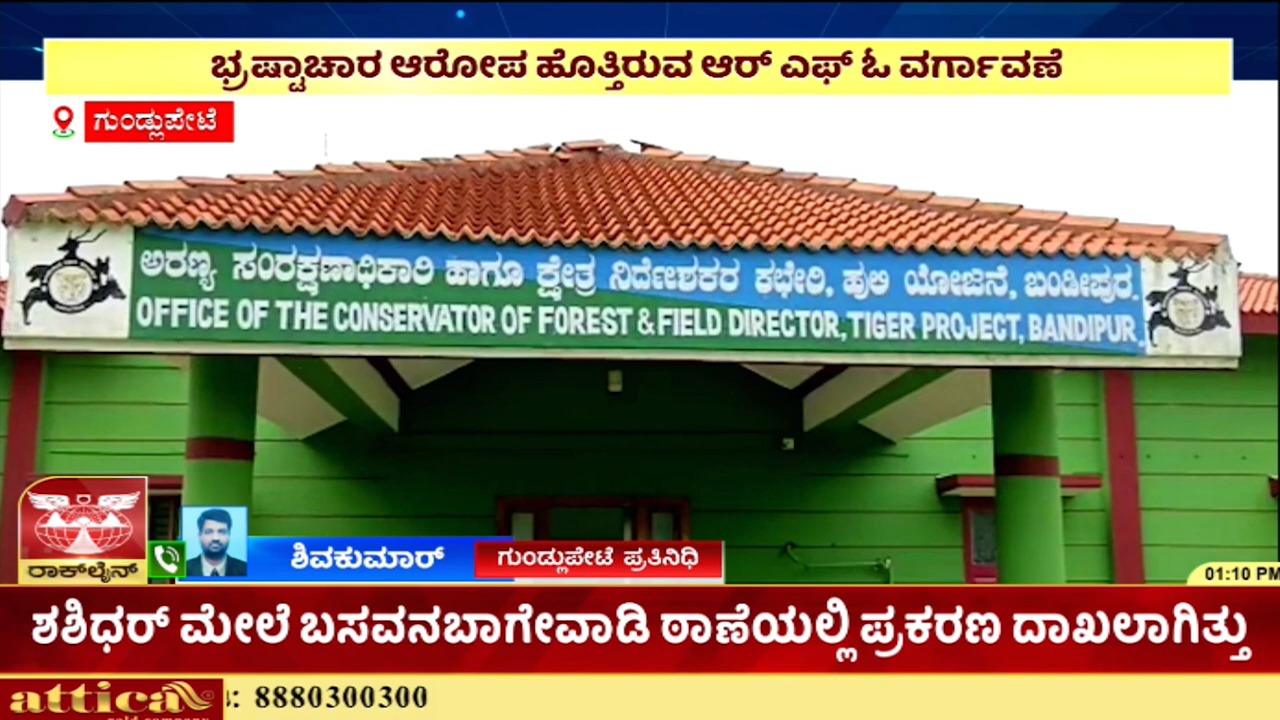 ಭ್ರಷ್ಟಾಚಾರ ಆರೋಪ ಹೊತ್ತಿರುವ ಆರ್ ಎಫ್ ಓ ವರ್ಗಾವಣೆ
ಗುಂಡ್ಲುಪೇಟೆ
ಅರಣ್ಯ ಸಂರಕ್ಷಣಾಧಿಕಾರಿ ಹಾಗೂ ಕ್ಷೇತ್ರ ನಿರ್ದೇಶಕರ ಕಛೇರಿ, ಹುಲಿ ಯೋಜನೆ, ಬಂಡೀಪುರ.
OFFICE OF THE CONSERVATOR OF FOREST & FIELD DIRECTOR, TIGER PROJECT, BANDIPUR.
ರಾಕ್‌ಲೈನ್
ಶಿವಕುಮಾರ್
ಗುಂಡ್ಲುಪೇಟೆ ಪ್ರತಿನಿಧಿ
01:10 PM
ಶಶಿಧರ್ ಮೇಲೆ ಬಸವನಬಾಗೇವಾಡಿ ಠಾಣೆಯಲ್ಲಿ ಪ್ರಕರಣ ದಾಖಲಾಗಿತ್ತು
attica
: 8880300300